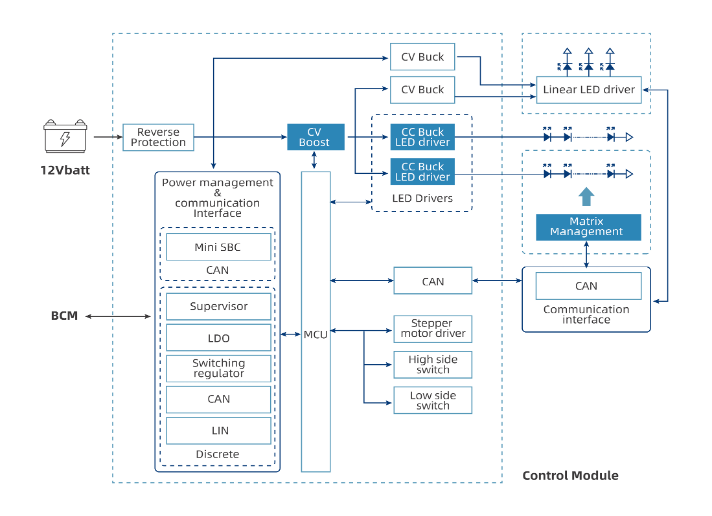 CV Buck
CV Buck
Linear LED driver
Reverse
Protection
CV
Boost
CC Buck
LED driver
CC Buck
LED driver
LED Drivers
12Vbatt
Power management
&
communication
Interface
Mini SBC
CAN
Matrix
Management
CAN
CAN
Communication
interface
BCM
Supervisor
LDO
Switching
regulator
CAN
LIN
Discrete
MCU
Stepper
motor driver
High side
switch
Low side
switch
Control Module